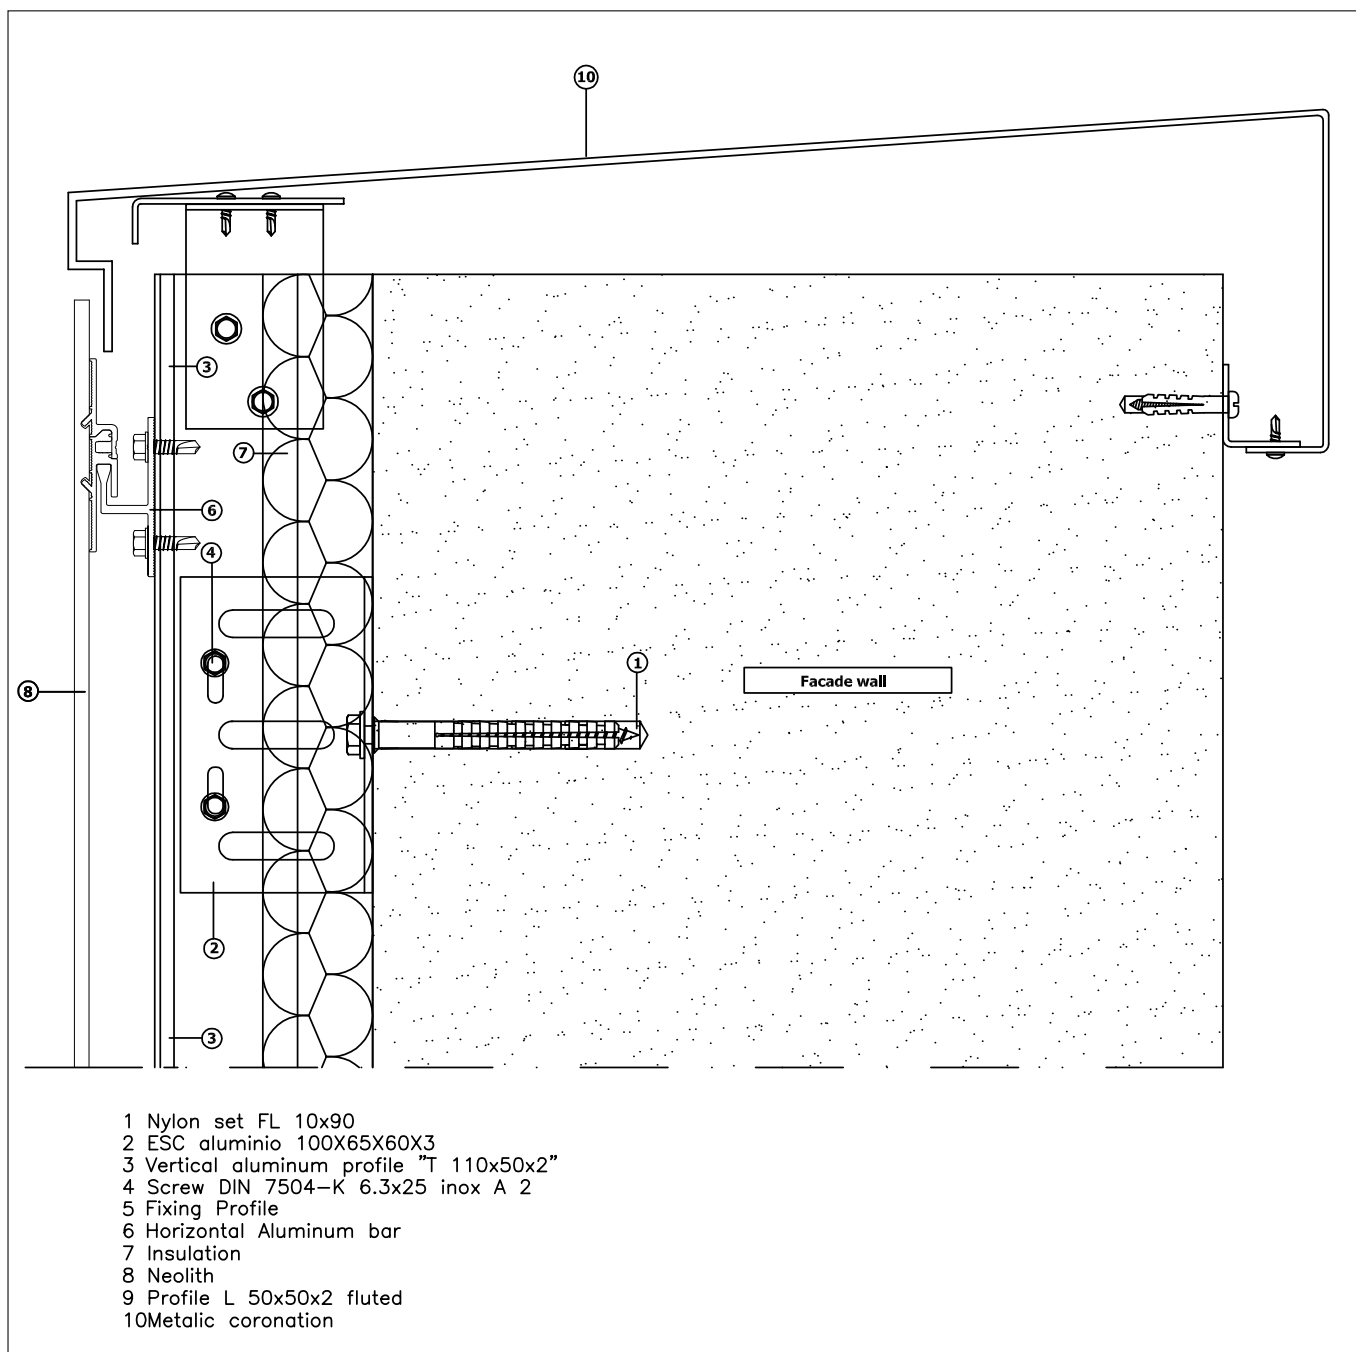 10
3
7
6
4
1
Facade wall
8
2
3
1 Nylon set FL 10x90
2 ESC aluminio 100X65X60X3
3 Vertical aluminum profile "T 110x50x2"
4 Screw DIN 7504-K 6.3x25 inox A 2
5 Fixing Profile
6 Horizontal Aluminum bar
7 Insulation
8 Neolith
9 Profile L 50x50x2 fluted
10Metalic coronation